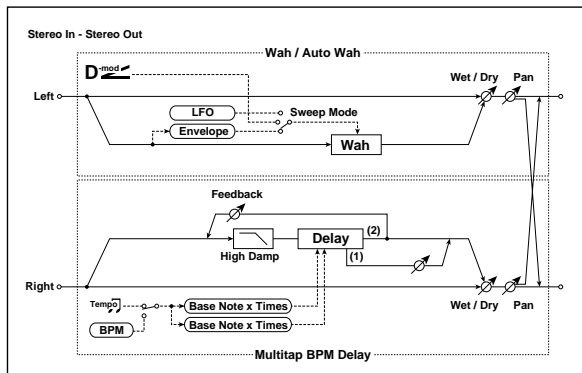 Stereo In - Stereo Out
Wah / Auto Wah
D-mod
Wet / Dry
Pan
Left
LFO
Sweep Mode
Envelope
Wah
Feedback
Delay
(2)
(1)
High Damp
Right
Tempo
Base Note x Times
BPM
Base Note x Times
Wet / Dry
Pan
Multitap BPM Delay